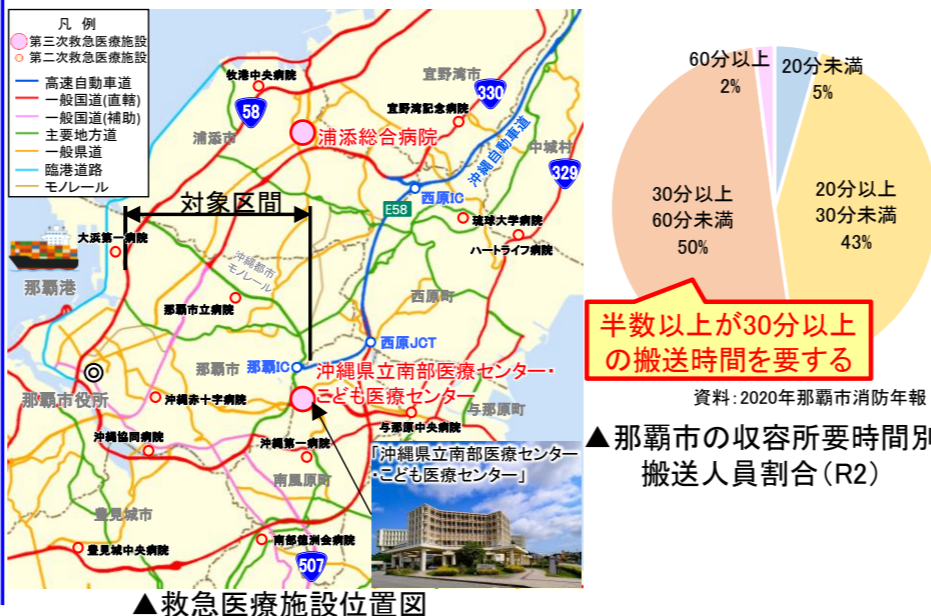 凡 例
第三次救急医療施設
第二次救急医療施設
高速自動車道
一般国道(直轄)
一般国道(補助)
主要地方道
一般県道
臨港道路
モノレール
牧港中央病院
宜野湾市
58
330
宜野湾記念病院
浦添市
浦添総合病院
沖縄自動車道
中城村
329
西原IC
対象区間
E58
琉球大学病院
大浜第一病院
ハートライフ病院
沖縄都市
モノレール
那覇港
那覇市立病院
西原町
西原JCT
那覇市
那覇IC
沖縄県立南部医療センター・
こども医療センター
那覇市役所
沖縄赤十字病院
与那原町
与那原中央病院
沖縄協同病院
沖縄第一病院
「沖縄県立南部医療センター
・こども医療センター」
南風原町
豊見城市
豊見城中央病院
南部徳洲会病院
507
▲救急医療施設位置図
60分以上
2%
20分未満
5%
30分以上
60分未満
50%
20分以上
30分未満
43%
半数以上が30分以上
の搬送時間を要する
資料:2020年那覇市消防年報
▲那覇市の収容所要時間別
搬送人員割合(R2)